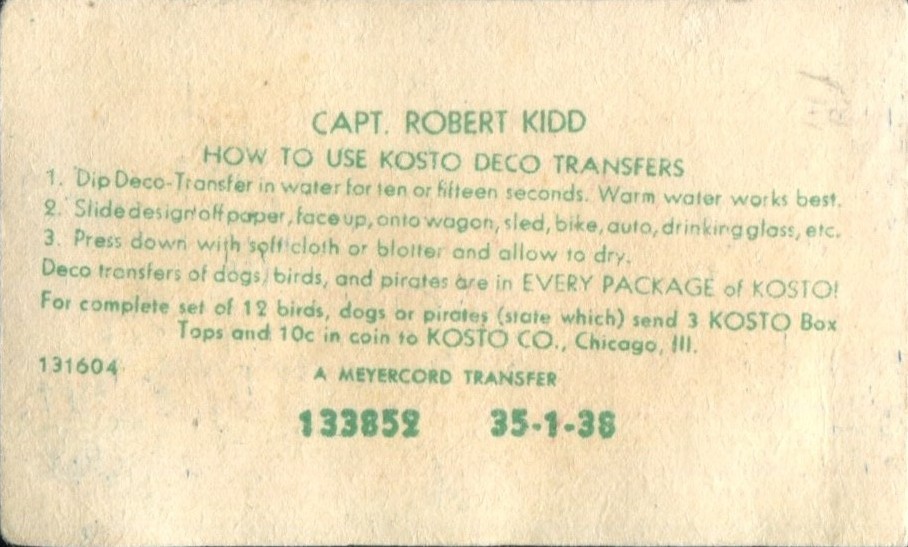 CAPT. ROBERT KIDD
HOW TO USE KOSTO DECO TRANSFERS
1. Dip Deco-Transfer in water for ten or fifteen seconds. Warm water works best.
2. Slide design off paper, face up, onto wagon, sled, bike, auto, drinking glass, etc.
3. Press down with soft cloth or blotter and allow to dry.
Deco transfers of dogs, birds, and pirates are in EVERY PACKAGE of KOSTO!
For complete set of 12 birds, dogs or pirates (state which) send 3 KOSTO Box
Tops and 10c in coin to KOSTO CO., Chicago, Ill.
131604
A MEYERCORD TRANSFER
133852 35-1-38